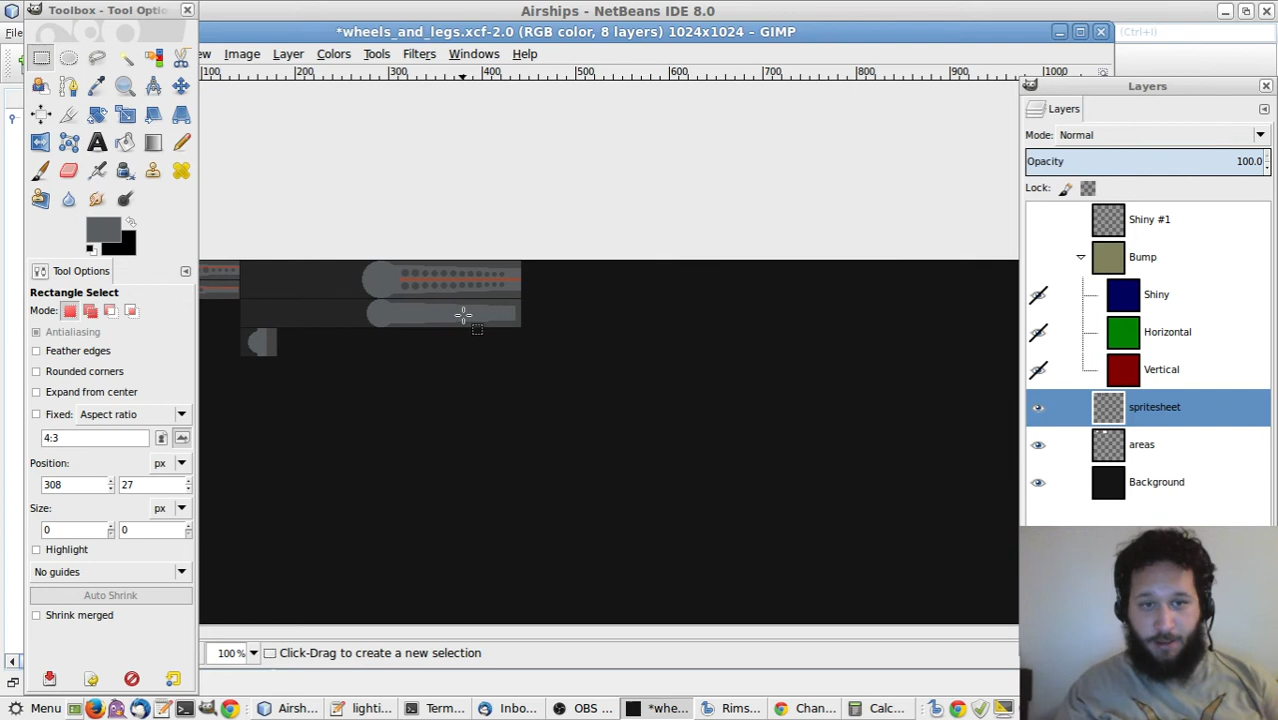 Toolbox - Tool Optio
Airships - NetBeans IDE 8.0
File
*wheels_and_legs.xcf-2.0 (RGB color, 8 layers) 1024x1024 – GIMP
(Ctrl+I)
ew Image Layer Colors Tools Filters Windows Help
100 200 300 400 500 600 700 800 900 1000
Layers
Layers
Mode: Normal
Opacity 100.0
Lock:
Shiny #1
Bump
Shiny
Horizontal
Vertical
spritesheet
areas
Background
Tool Options
Rectangle Select
Mode:
Antialiasing
Feather edges
Rounded corners
Expand from center
Fixed: Aspect ratio
4:3
Position: px
308 27
Size: px
0 0
Highlight
No guides
Auto Shrink
Shrink merged
100% Click-Drag to create a new selection
Menu Airsh... lighti... Term... Inbo... OBS ... *whe... Rims... Chan... Calc...